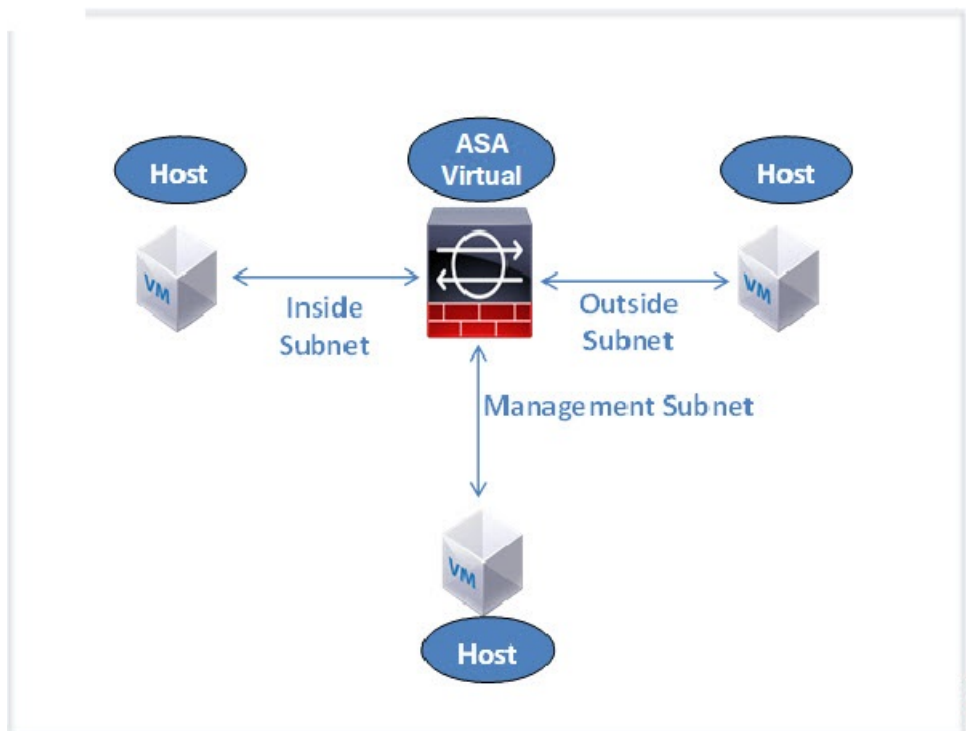 Host
ASA
Virtual
Host
VM
VM
Inside
Subnet
Outside
Subnet
Management Subnet
VM
Host